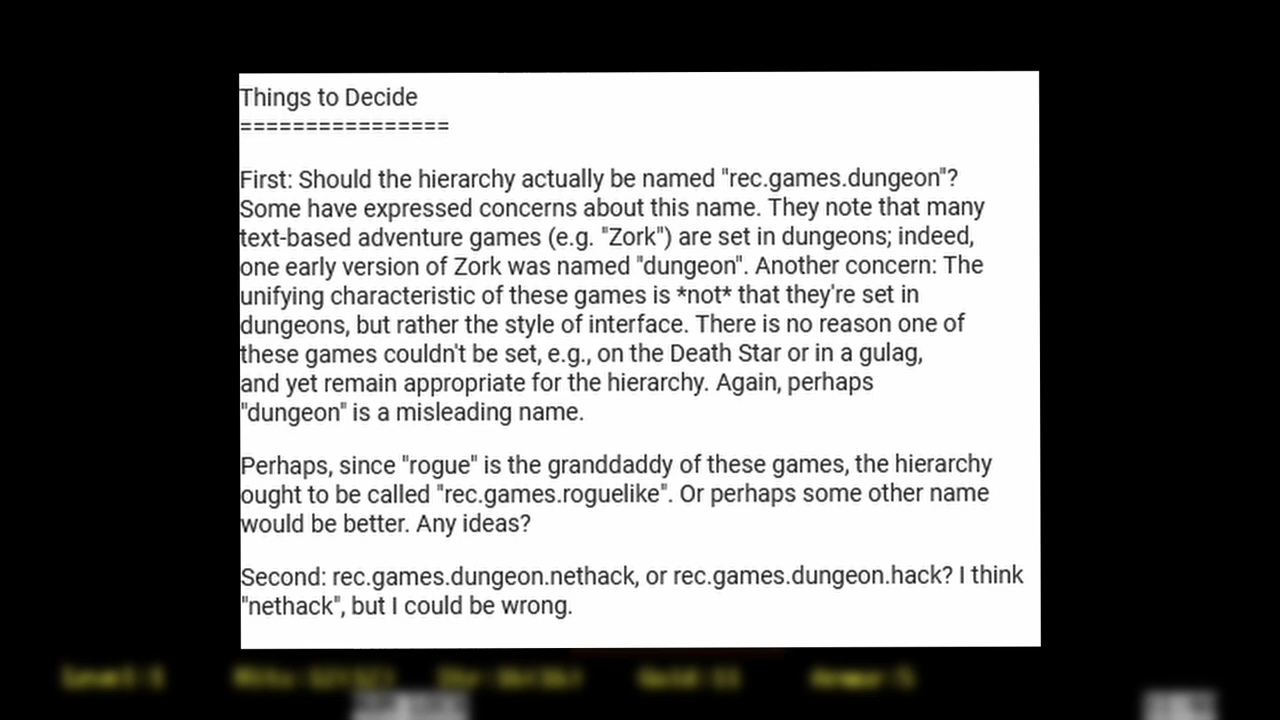 Things to Decide
================
First: Should the hierarchy actually be named "rec.games.dungeon"?
Some have expressed concerns about this name. They note that many
text-based adventure games (e.g. "Zork") are set in dungeons; indeed,
one early version of Zork was named "dungeon". Another concern: The
unifying characteristic of these games is *not* that they're set in
dungeons, but rather the style of interface. There is no reason one of
these games couldn't be set, e.g., on the Death Star or in a gulag,
and yet remain appropriate for the hierarchy. Again, perhaps
"dungeon" is a misleading name.
Perhaps, since "rogue" is the granddaddy of these games, the hierarchy
ought to be called "rec.games.roguelike". Or perhaps some other name
would be better. Any ideas?
Second: rec.games.dungeon.nethack, or rec.games.dungeon.hack? I think
"nethack", but I could be wrong.